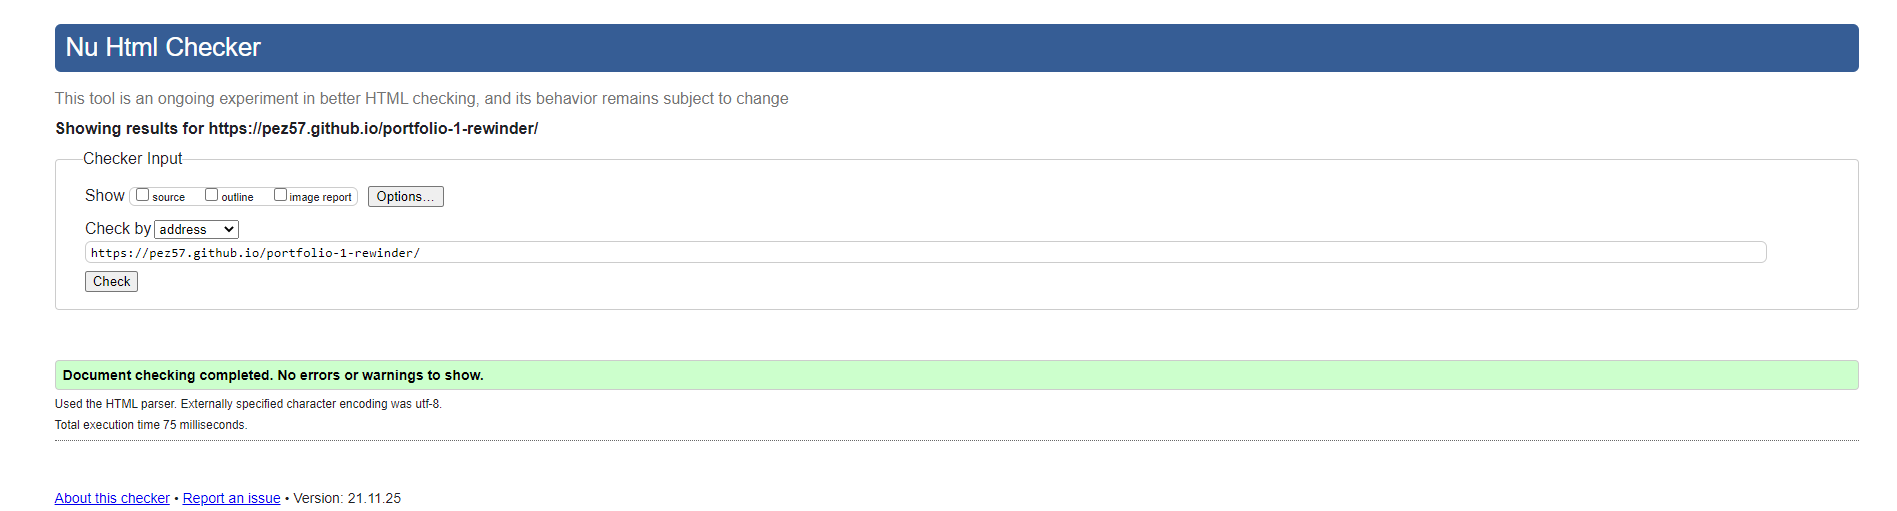 Nu Html Checker
This tool is an ongoing experiment in better HTML checking, and its behavior remains subject to change
Showing results for https://pez57.github.io/portfolio-1-rewinder/
Checker Input
Show source outline image report Options...
Check by address
https://pez57.github.io/portfolio-1-rewinder/
Check
Document checking completed. No errors or warnings to show.
Used the HTML parser. Externally specified character encoding was utf-8.
Total execution time 75 milliseconds.
About this checker • Report an issue • Version: 21.11.25